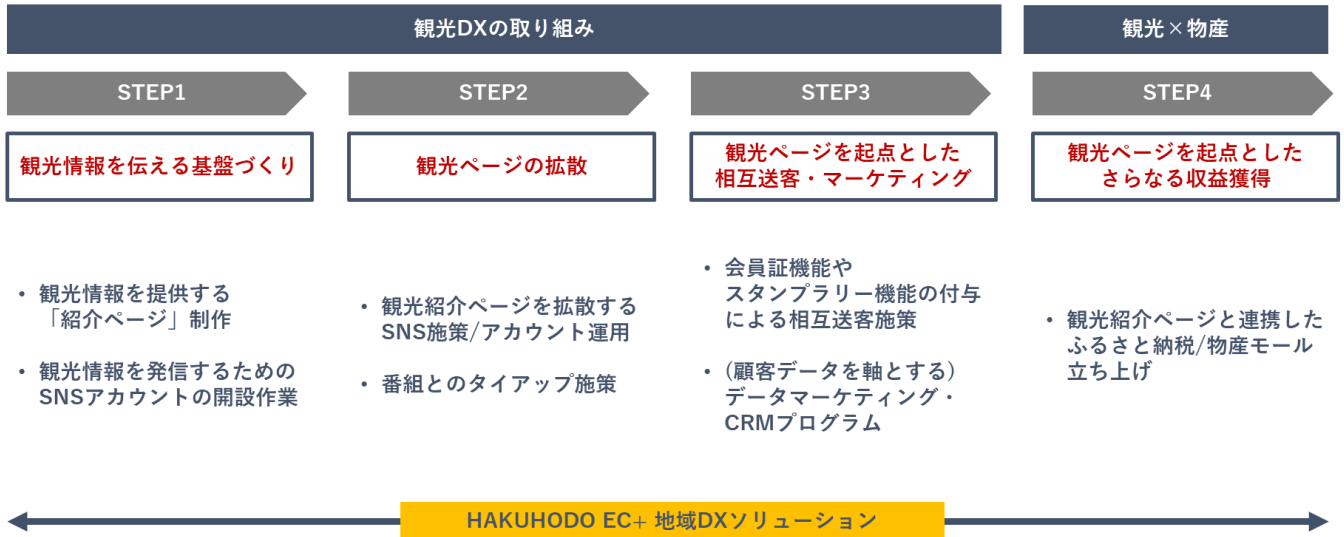 観光DXの取り組み
観光×物産
STEP1
STEP2
STEP3
STEP4
観光情報を伝える基盤づくり
観光ページの拡散
観光ページを起点とした
相互送客・マーケティング
観光ページを起点とした
さらなる収益獲得
• 観光情報を提供する
「紹介ページ」制作
• 観光情報を発信するための
SNSアカウントの開設作業
• 観光紹介ページを拡散する
SNS施策/アカウント運用
• 番組とのタイアップ施策
• 会員証機能や
スタンプラリー機能の付与
による相互送客施策
• (顧客データを軸とする)
データマーケティング・
CRMプログラム
• 観光紹介ページと連携した
ふるさと納税/物産モール
立ち上げ
HAKUHODO EC+ 地域DXソリューション